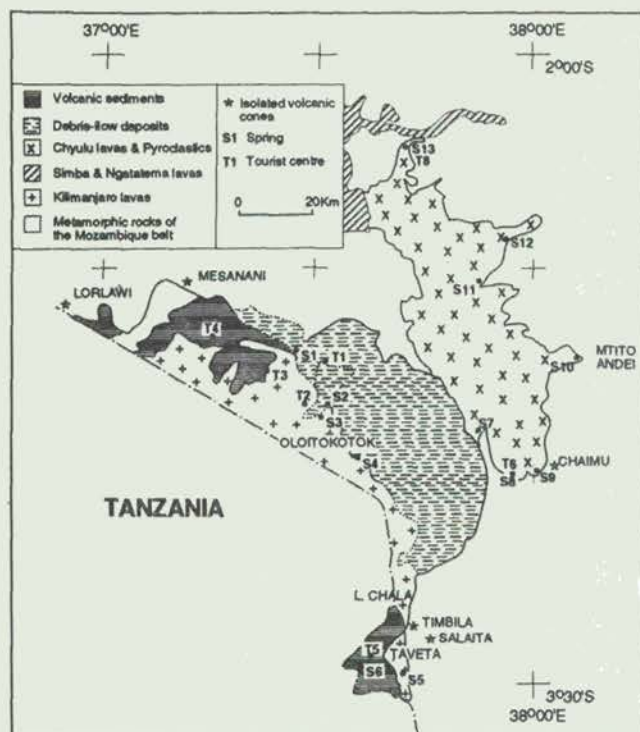 37°00'E
38°00'E
2°00'S
Volcanic sediments
Debris-flow deposits
Chyulu lavas & Pyroclastics
Simba & Ngatatema lavas
Kilimanjaro lavas
Metamorphic rocks of
the Mozambique belt
Isolated volcanic
cones
S1 Spring
T1 Tourist centre
0 20Km
S13
T8
S12
S11
MESANANI
LORLAWI
T4
S1
T1
MTITO
ANDEI
S10
T3
T2
S2
S3
S7
OLOITOKOTOK
S4
T6
S8
CHAIMU
S9
TANZANIA
L. CHALA
TIMBILA
SALAITA
T5
TAVETA
S6
S5
3°30'S
38°00'E